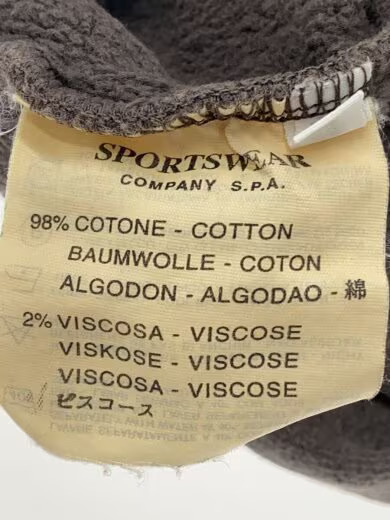 SPORTSWEAR
COMPANY S.P.A.
98% COTONE - COTTON
BAUMWOLLE - COTON
ALGODON - ALGODAO - 綿
2% VISCOSA - VISCOSE
VISKOSE - VISCOSE
VISCOSA - VISCOSE
ビスコース